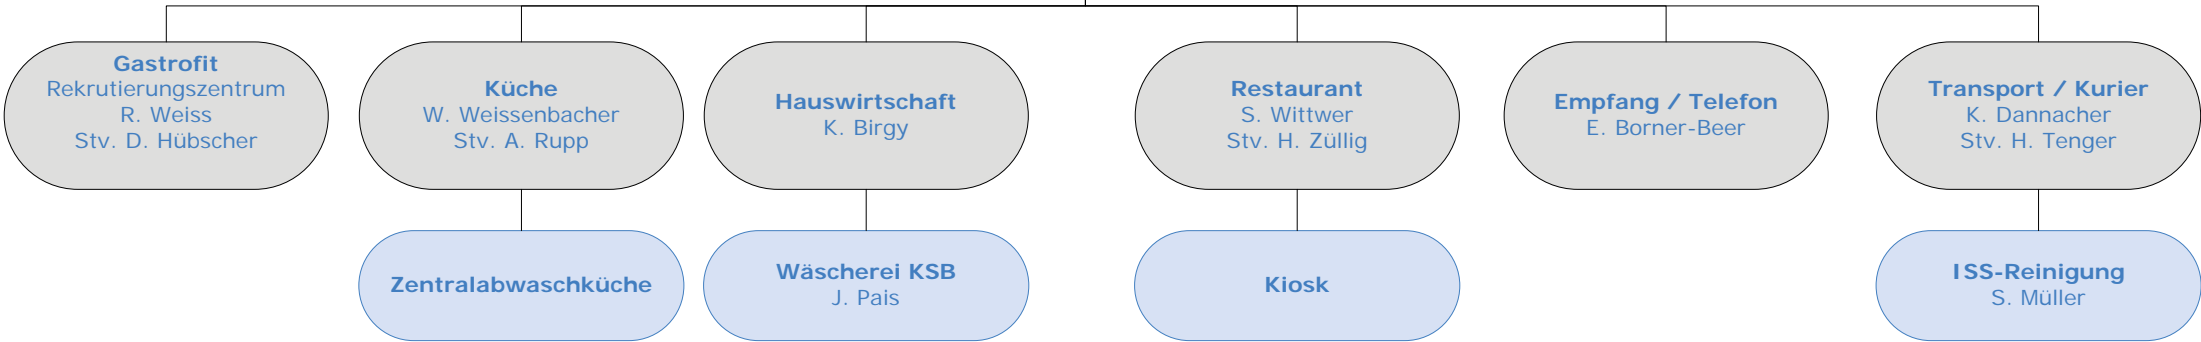 Gastrofit
Rekrutierungszentrum
R. Weiss
Stv. D. Hübscher
Küche
W. Weissenbacher
Stv. A. Rupp
Hauswirtschaft
K. Birgy
Restaurant
S. Wittwer
Stv. H. Züllig
Empfang / Telefon
E. Borner-Beer
Transport / Kurier
K. Dannacher
Stv. H. Tenger
Zentralabwaschküche
Wäscherei KSB
J. Pais
Kiosk
ISS-Reinigung
S. Müller